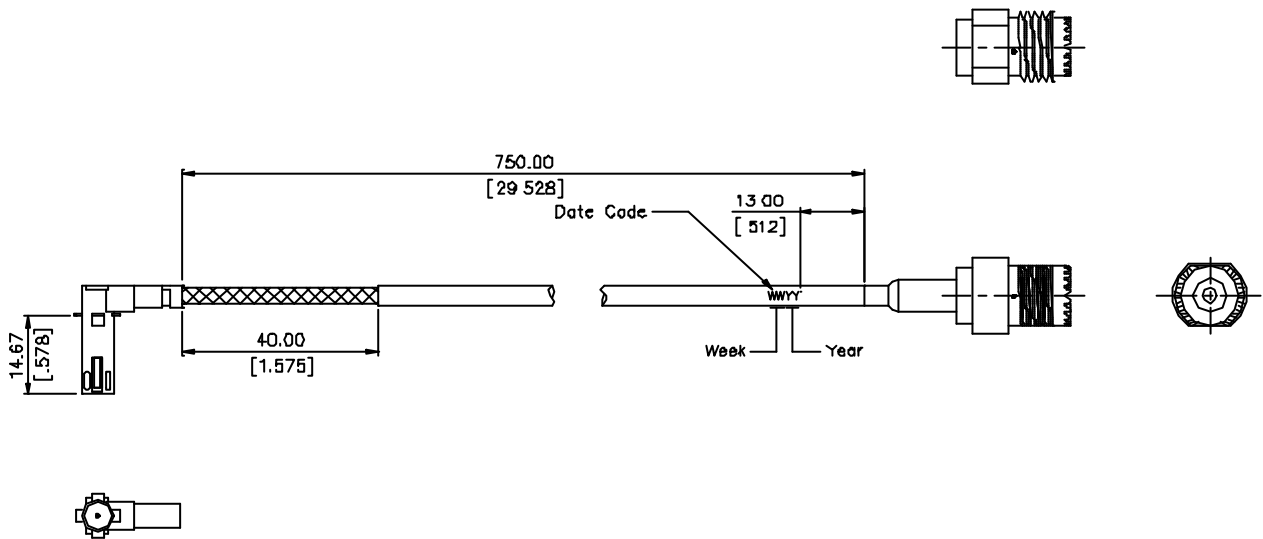 750.00
[29 528]
13 00
[ 512]
Date Code
WWYY
Week
Year
40.00
[1.575]
14.67
[.578]